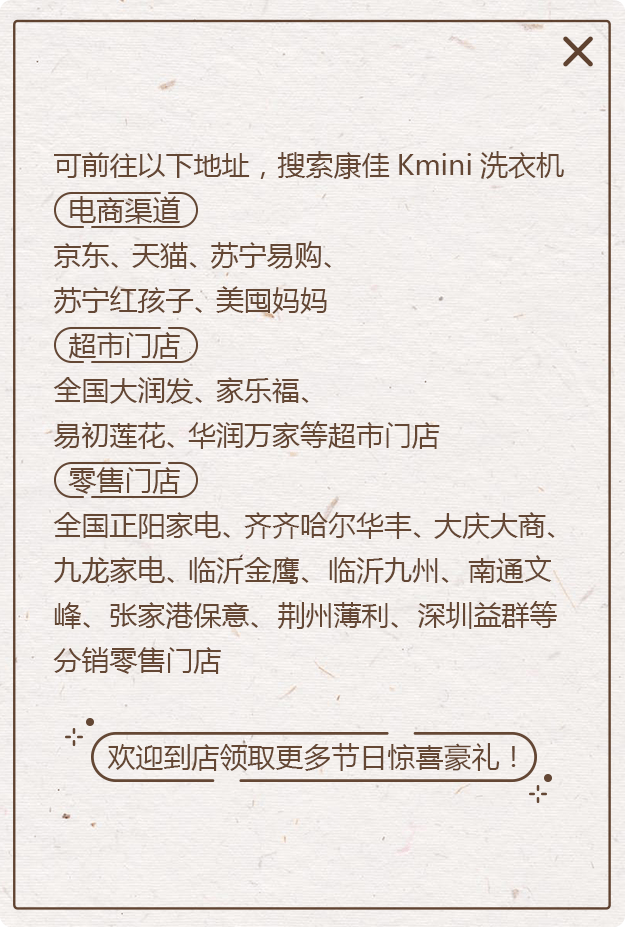 可前往以下地址，搜索康佳 Kmini 洗衣机
电商渠道
京东、天猫、苏宁易购、
苏宁红孩子、美囤妈妈
超市门店
全国大润发、家乐福、
易初莲花、华润万家等超市门店
零售门店
全国正阳家电、齐齐哈尔华丰、大庆大商、
九龙家电、临沂金鹰、临沂九州、南通文
峰、张家港保意、荆州薄利、深圳益群等
分销零售门店
欢迎到店领取更多节日惊喜豪礼！